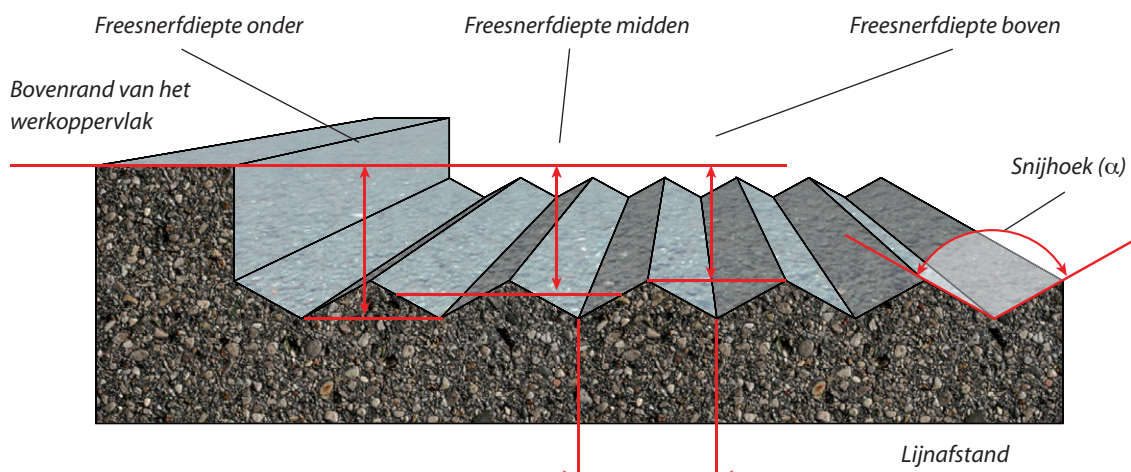 Freesnerfdiepte onder
Freesnerfdiepte midden
Freesnerfdiepte boven
Bovenrand van het
werkoppervlak
Snijhoek (α)
Lijnafstand